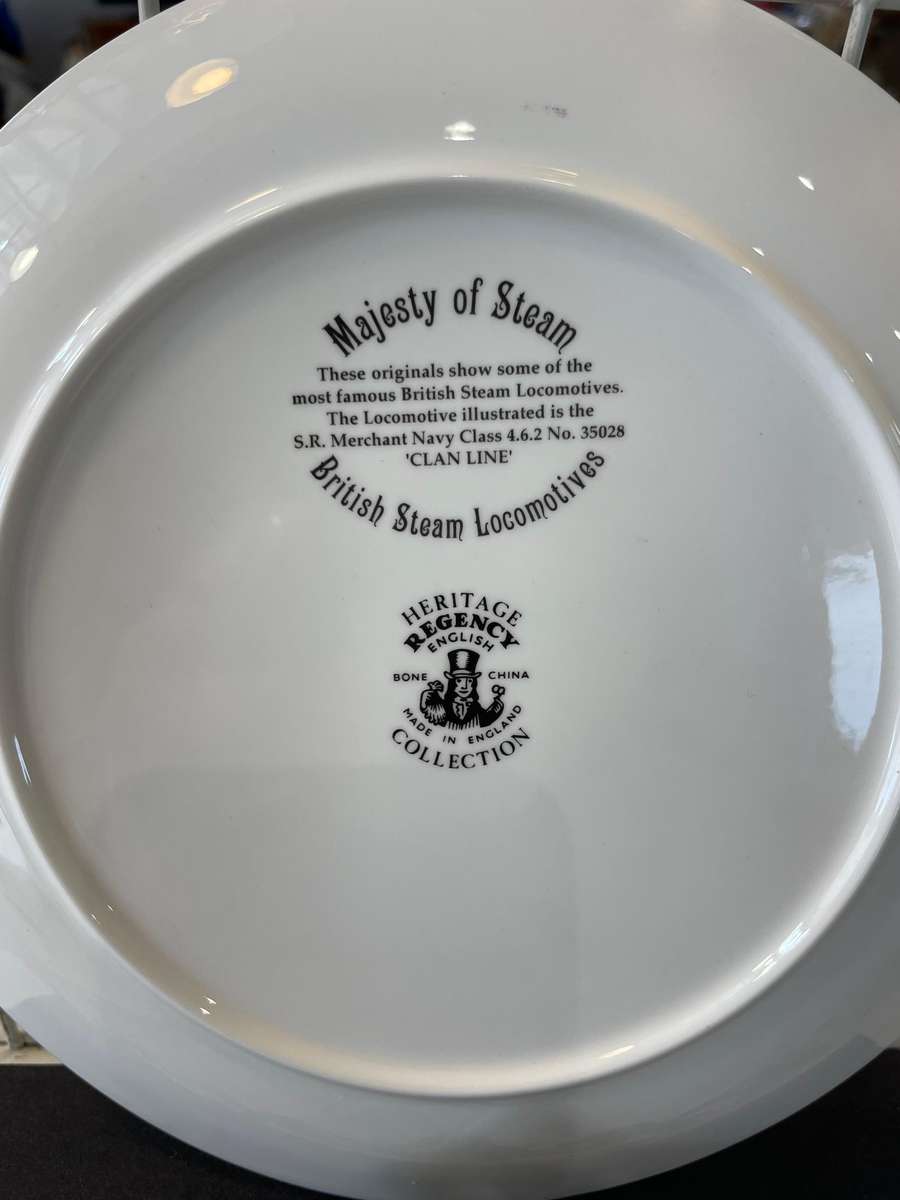 Majesty of Steam
These originals show some of the
most famous British Steam Locomotives.
The Locomotive illustrated is the
S.R. Merchant Navy Class 4.6.2 No. 35028
'CLAN LINE'
British Steam Locomotives
HERITAGE
REGENCY
ENGLISH
BONE CHINA
MADE IN ENGLAND
COLLECTION